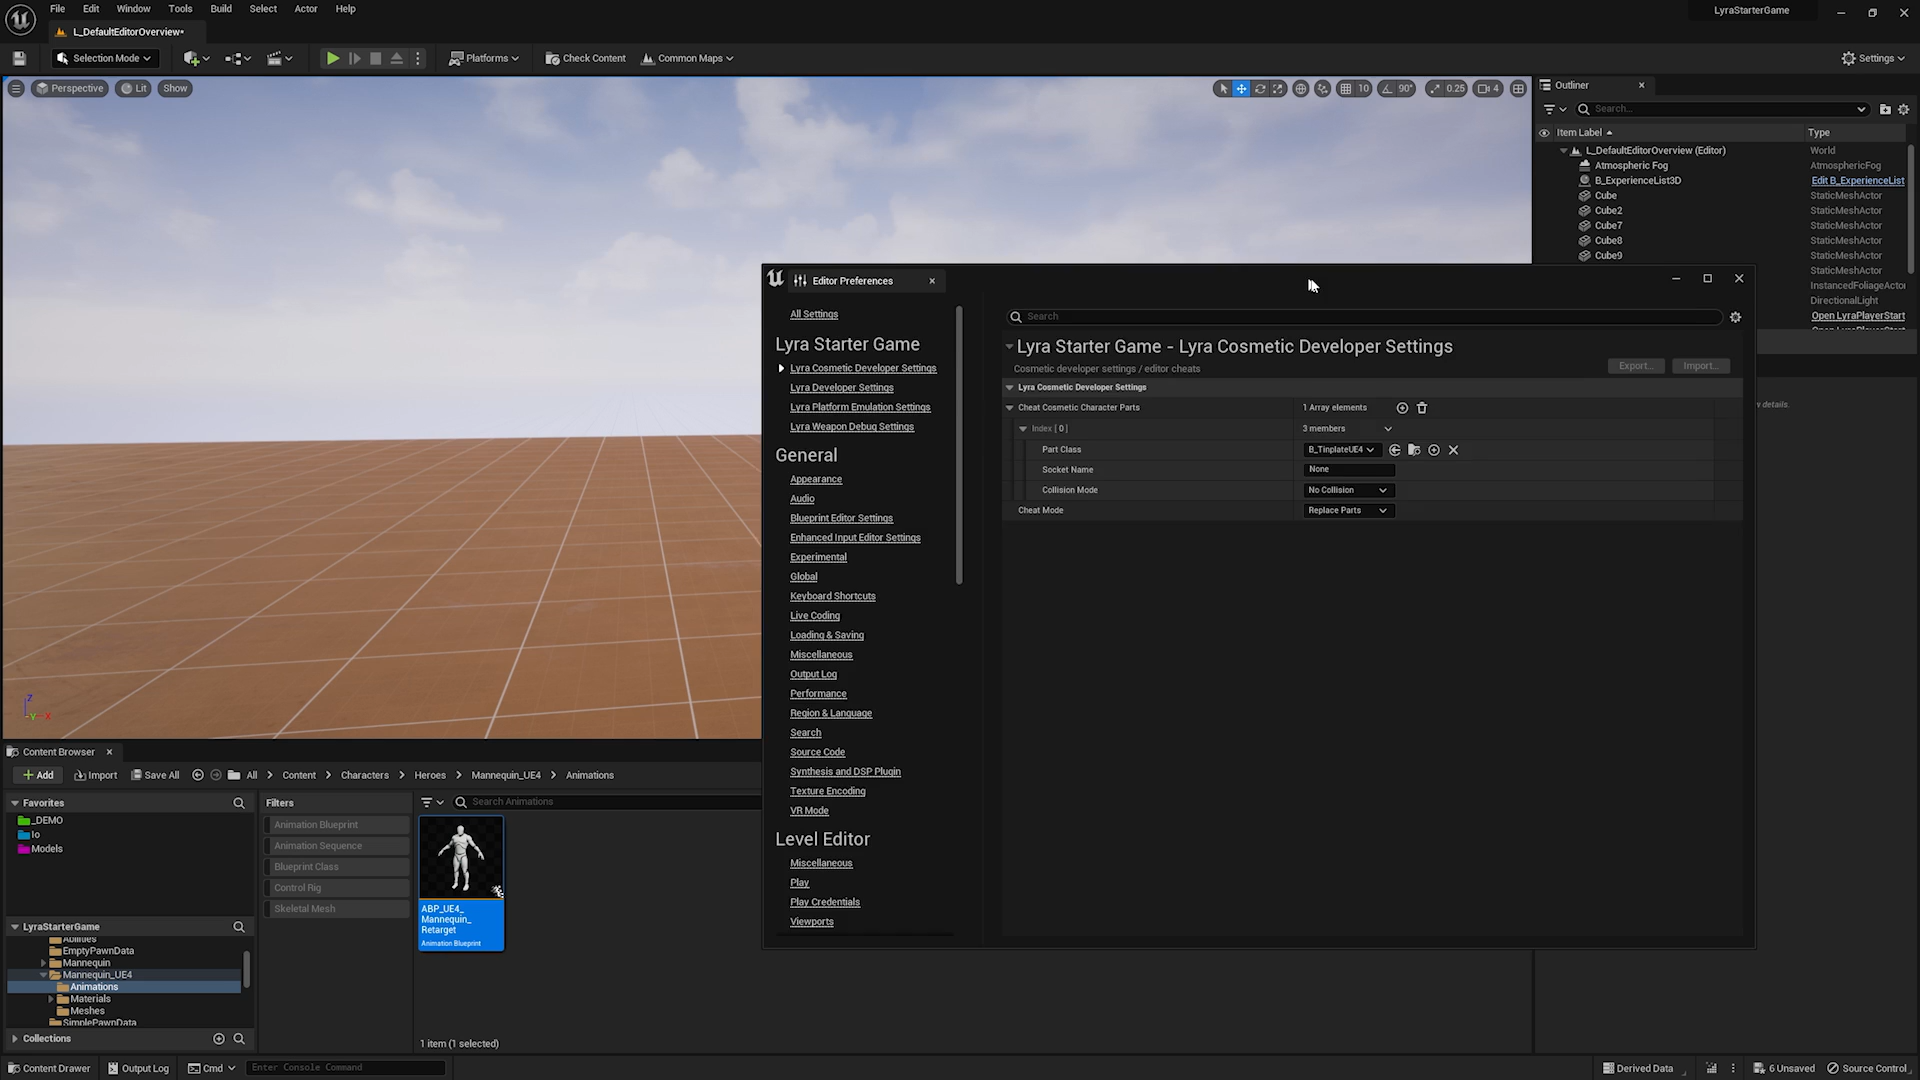 File Edit Window Tools Build Select Actor Help
LyraStarterGame
L_DefaultEditorOverview•
Selection Mode
Platforms
Check Content
Common Maps
Settings
Perspective Lit Show
10 90° 0.25 4
Outliner
Search...
Item Label Type
L_DefaultEditorOverview (Editor) World
Atmospheric Fog AtmosphericFog
B_ExperienceList3D Edit B_ExperienceList
Cube StaticMeshActor
Cube2 StaticMeshActor
Cube7 StaticMeshActor
Cube8 StaticMeshActor
Cube9 StaticMeshActor
StaticMeshActor
InstancedFoliageActor
DirectionalLight
Open LyraPlayerStart
Open LyraPlayerStart
details.
Editor Preferences
All Settings
Lyra Starter Game
Lyra Cosmetic Developer Settings
Lyra Developer Settings
Lyra Platform Emulation Settings
Lyra Weapon Debug Settings
General
Appearance
Audio
Blueprint Editor Settings
Enhanced Input Editor Settings
Experimental
Global
Keyboard Shortcuts
Live Coding
Loading & Saving
Miscellaneous
Output Log
Performance
Region & Language
Search
Source Code
Synthesis and DSP Plugin
Texture Encoding
VR Mode
Level Editor
Miscellaneous
Play
Play Credentials
Viewports
Search
Lyra Starter Game - Lyra Cosmetic Developer Settings
Cosmetic developer settings / editor cheats
Export... Import...
Lyra Cosmetic Developer Settings
Cheat Cosmetic Character Parts 1 Array elements
Index [ 0 ] 3 members
Part Class B_TinplateUE4
Socket Name None
Collision Mode No Collision
Cheat Mode Replace Parts
Z
Y X
Content Browser
Add Import Save All All Content Characters Heroes Mannequin_UE4 Animations
Favorites
_DEMO
Io
Models
LyraStarterGame
Abilities
EmptyPawnData
Mannequin
Mannequin_UE4
Animations
Materials
Meshes
SimplePawnData
Collections
Filters
Animation Blueprint
Animation Sequence
Blueprint Class
Control Rig
Skeletal Mesh
Search Animations
ABP_UE4_
Mannequin_
Retarget
Animation Blueprint
1 item (1 selected)
Content Drawer Output Log Cmd Enter Console Command
Derived Data 6 Unsaved Source Control